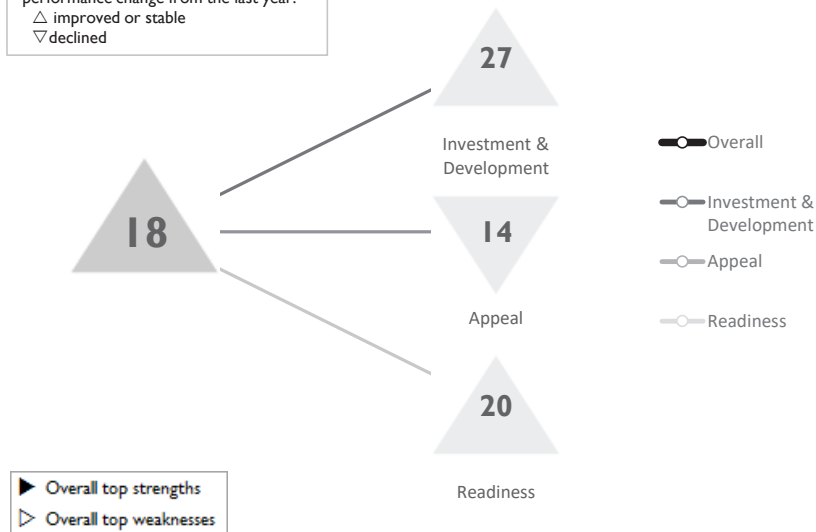 performance change from the last year:
△ improved or stable
▽ declined
27
Investment &
Development
18
14
Appeal
20
Readiness
Overall
Investment &
Development
Appeal
Readiness
▶ Overall top strengths
▷ Overall top weaknesses